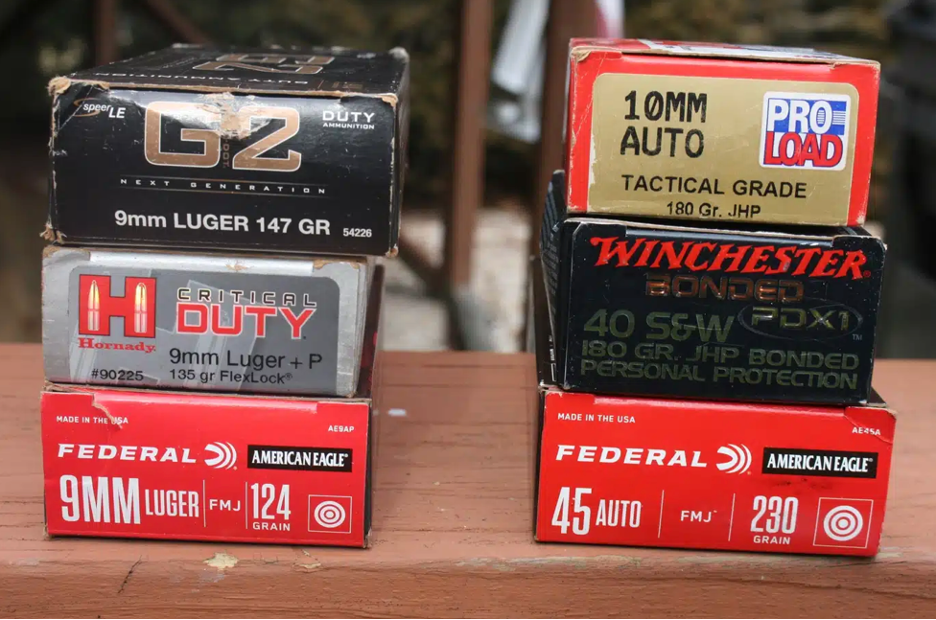 speer LE
G2
DUTY
AMMUNITION
NEXT GENERATION
9mm LUGER 147 GR
54226
H
Hornady
CRITICAL
DUTY
9mm Luger + P
#90225
135 gr FlexLock®
MADE IN THE USA
AE9AP
FEDERAL
AMERICAN EAGLE®
9MM LUGER
FMJ
124
GRAIN
10MM
AUTO
PRO
LOAD
TACTICAL GRADE
180 Gr. JHP
WINCHESTER®
BONDED
40 S&W
PDX1™
180 GR. JHP BONDED
PERSONAL PROTECTION
MADE IN THE USA
AE45A
FEDERAL
AMERICAN EAGLE®
45 AUTO
FMJ
230
GRAIN